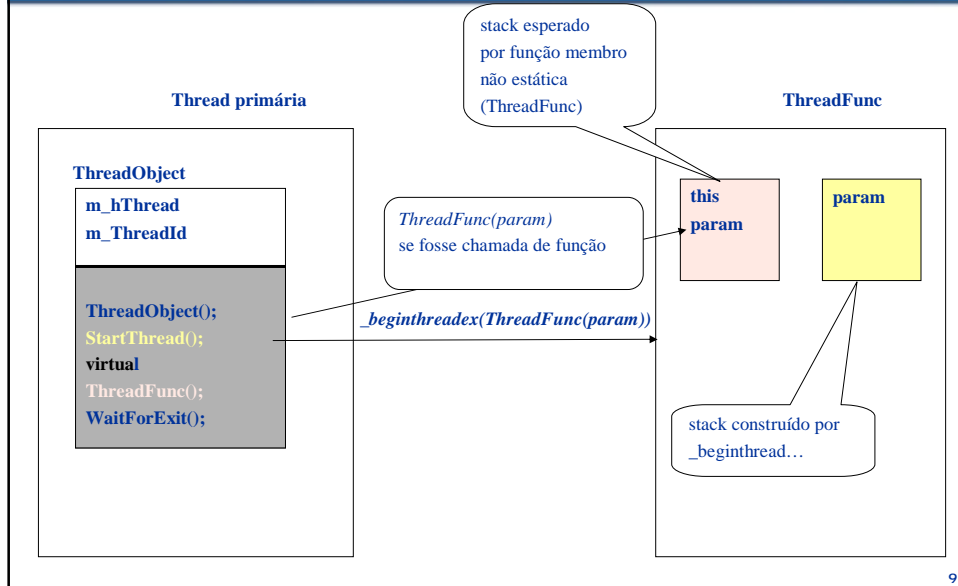 stack esperado
por função membro
não estática
(ThreadFunc)
Thread primária
ThreadFunc
ThreadObject
m_hThread
m_ThreadId
ThreadObject();
StartThread();
virtual
ThreadFunc();
WaitForExit();
ThreadFunc(param)
se fosse chamada de função
_beginthreadex(ThreadFunc(param))
this
param
param
stack construído por
_beginthread…
9